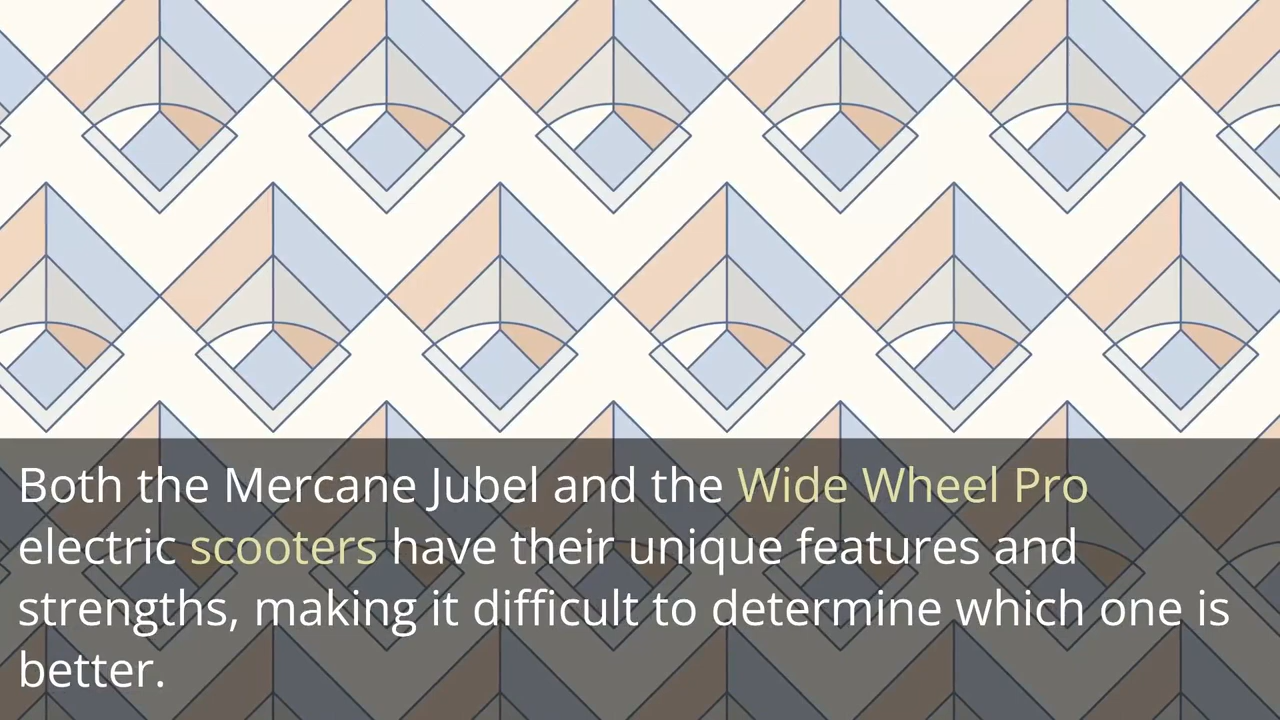 Both the Mercane Jubel and the Wide Wheel Pro
electric scooters have their unique features and
strengths, making it difficult to determine which one is
better.